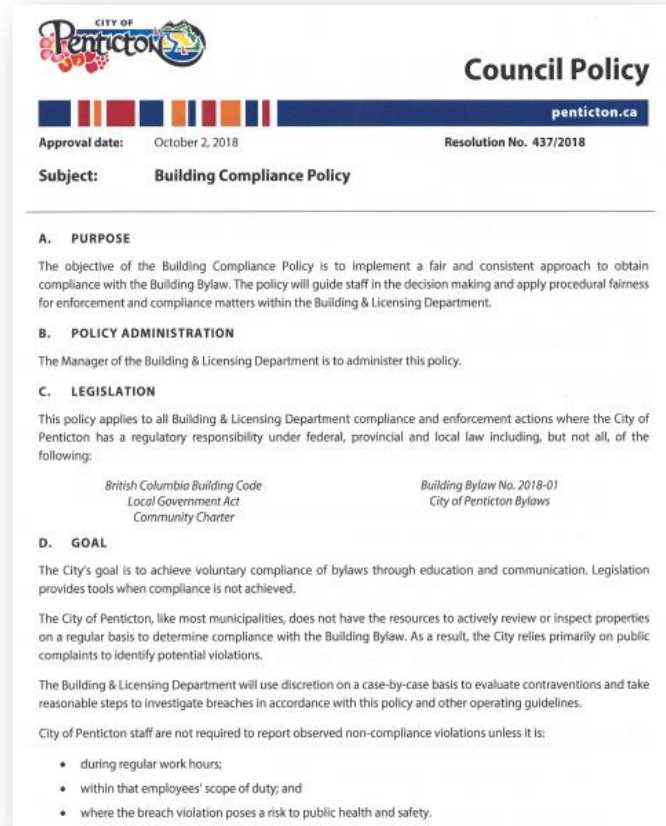 CITY OF
Penticton
Council Policy
penticton.ca
Approval date: October 2, 2018 Resolution No. 437/2018
Subject: Building Compliance Policy
A. PURPOSE
The objective of the Building Compliance Policy is to implement a fair and consistent approach to obtain
compliance with the Building Bylaw. The policy will guide staff in the decision making and apply procedural fairness
for enforcement and compliance matters within the Building & Licensing Department.
B. POLICY ADMINISTRATION
The Manager of the Building & Licensing Department is to administer this policy.
C. LEGISLATION
This policy applies to all Building & Licensing Department compliance and enforcement actions where the City of
Penticton has a regulatory responsibility under federal, provincial and local law including, but not all, of the
following:
British Columbia Building Code Building Bylaw No. 2018-01
Local Government Act City of Penticton Bylaws
Community Charter
D. GOAL
The City's goal is to achieve voluntary compliance of bylaws through education and communication. Legislation
provides tools when compliance is not achieved.
The City of Penticton, like most municipalities, does not have the resources to actively review or inspect properties
on a regular basis to determine compliance with the Building Bylaw. As a result, the City relies primarily on public
complaints to identify potential violations.
The Building & Licensing Department will use discretion on a case-by-case basis to evaluate contraventions and take
reasonable steps to investigate breaches in accordance with this policy and other operating guidelines.
City of Penticton staff are not required to report observed non-compliance violations unless it is:
• during regular work hours;
• within that employees' scope of duty; and
• where the breach violation poses a risk to public health and safety.